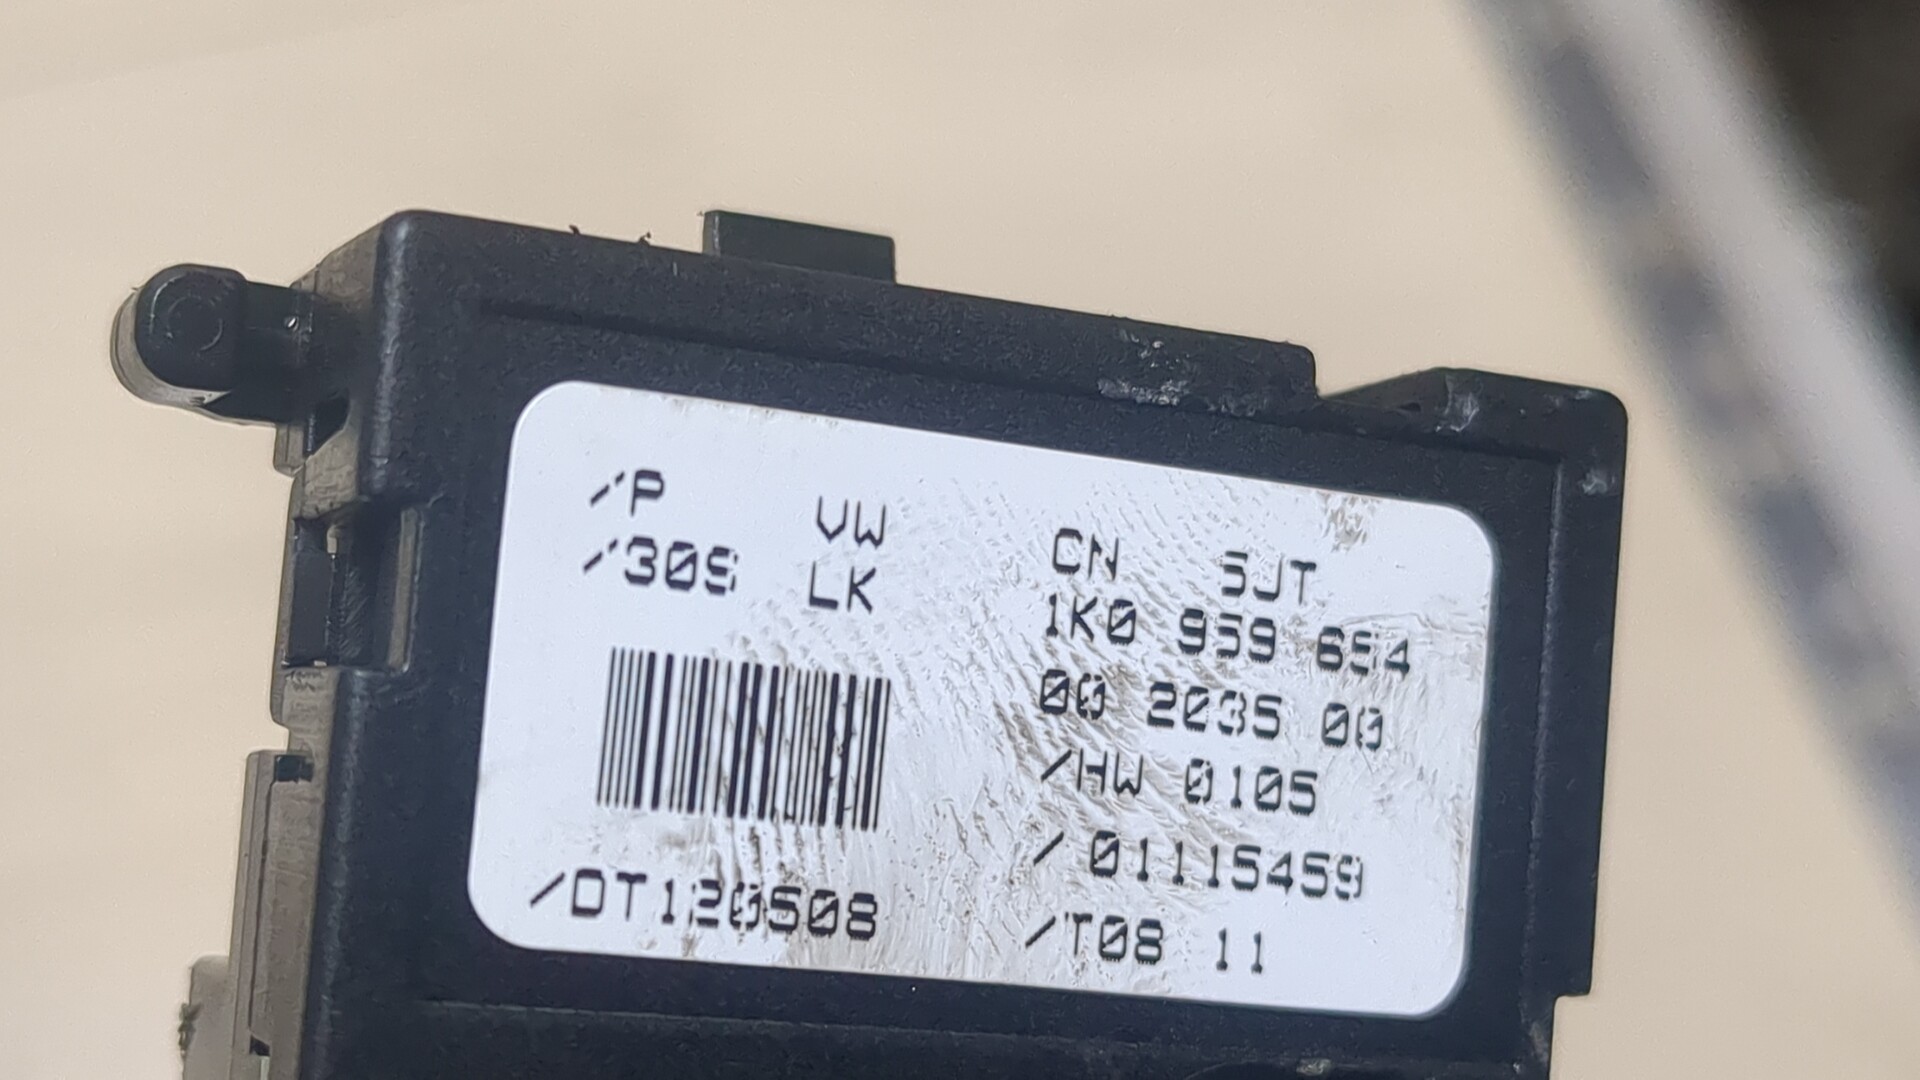 /P VW
/309 LK
/DT120508
CN 5JT
1K0 959 654
00 2035 00
/HW 0105
/ 01115459
/T08 11